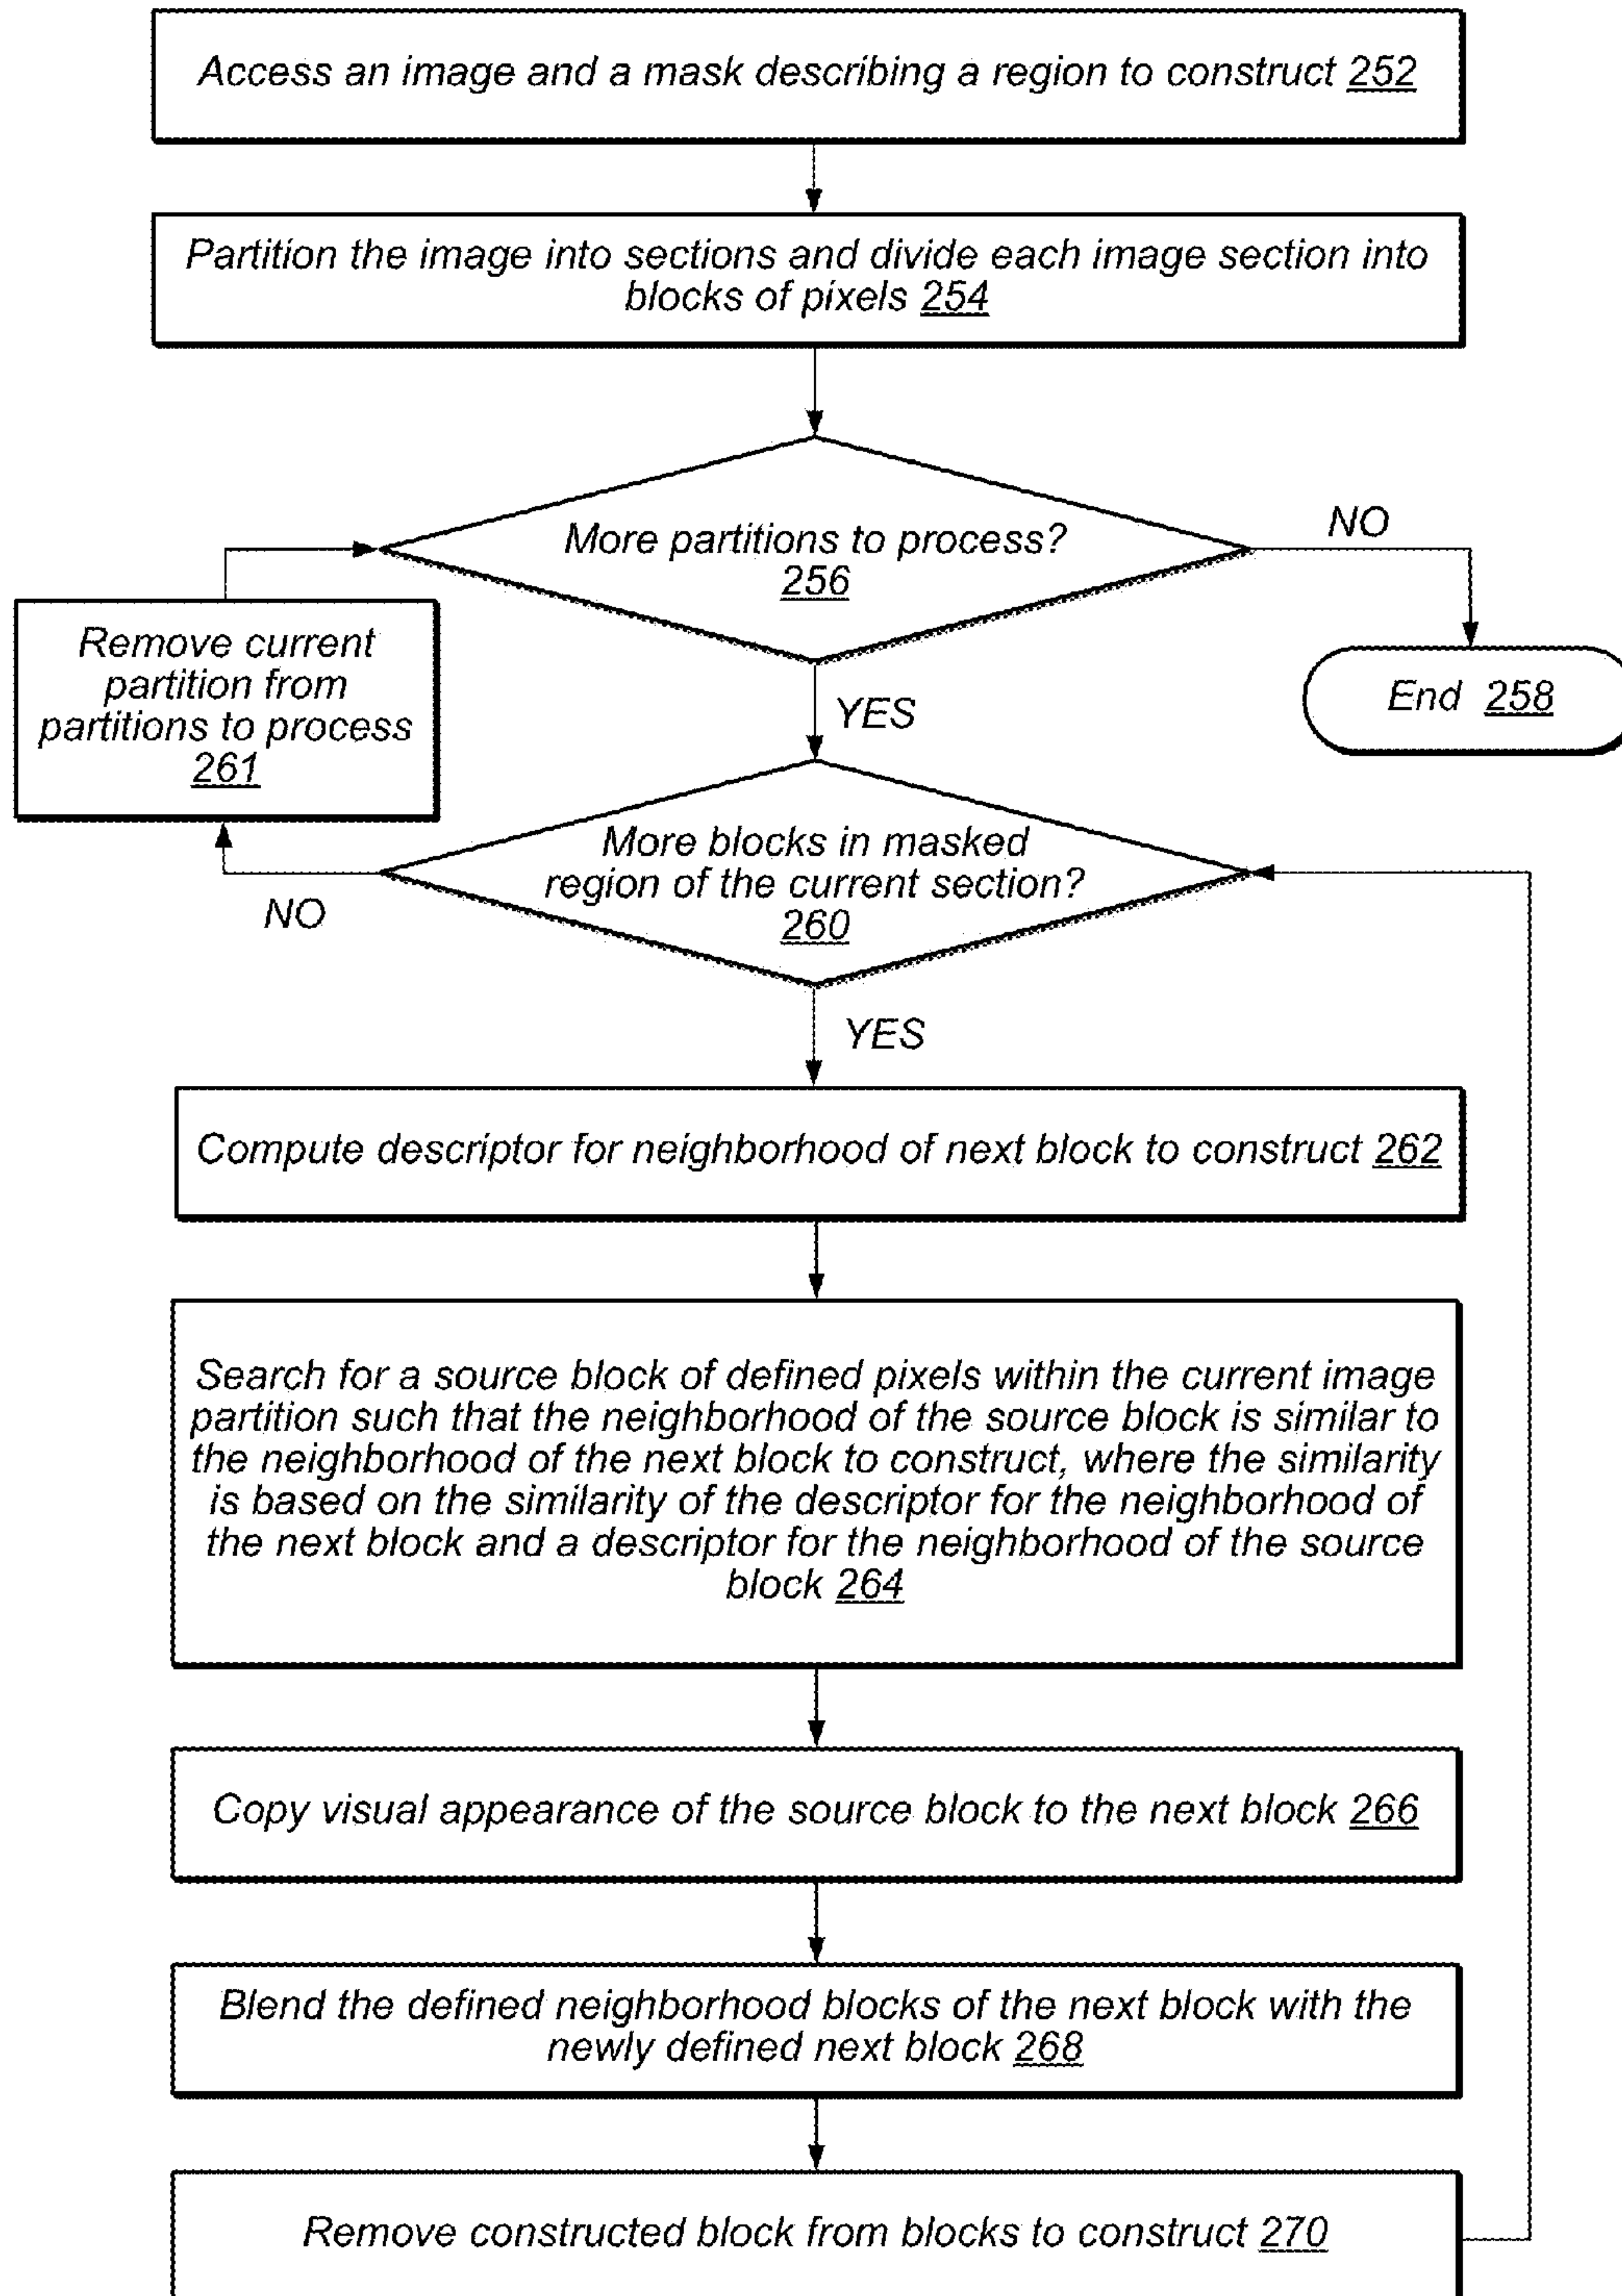 Access an image and a mask describing a region to construct 252
Partition the image into sections and divide each image section into
blocks of pixels 254
More partitions to process?
256
NO
Remove current
partition from
partitions to process
261
End 258
YES
More blocks in masked
region of the current section?
260
NO
YES
Compute descriptor for neighborhood of next block to construct 262
Search for a source block of defined pixels within the current image
partition such that the neighborhood of the source block is similar to
the neighborhood of the next block to construct, where the similarity
is based on the similarity of the descriptor for the neighborhood of
the next block and a descriptor for the neighborhood of the source
block 264
Copy visual appearance of the source block to the next block 266
Blend the defined neighborhood blocks of the next block with the
newly defined next block 268
Remove constructed block from blocks to construct 270